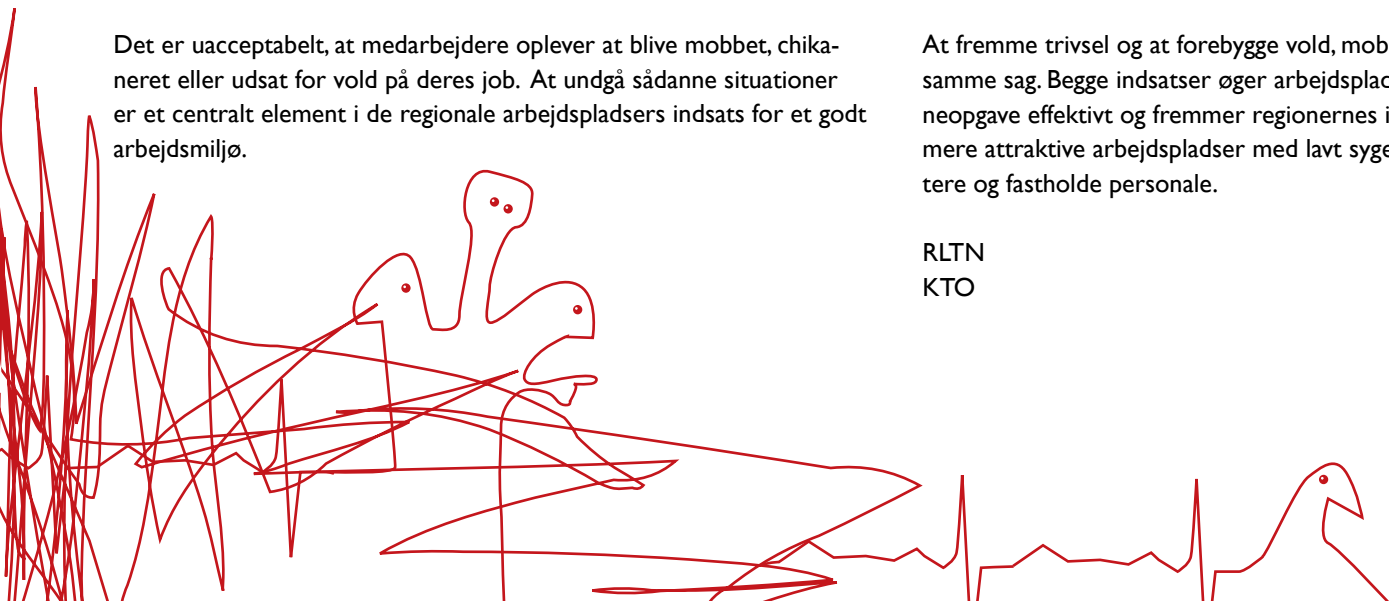 Det er uacceptabelt, at medarbejdere oplever at blive mobbet, chika-
neret eller udsat for vold på deres job. At undgå sådanne situationer
er et centralt element i de regionale arbejdspladsers indsats for et godt
arbejdsmiljø.
At fremme trivsel og at forebygge vold, mob
samme sag. Begge indsatser øger arbejdsplad
neopgave effektivt og fremmer regionernes i
mere attraktive arbejdspladser med lavt syge
tere og fastholde personale.
RLTN
KTO